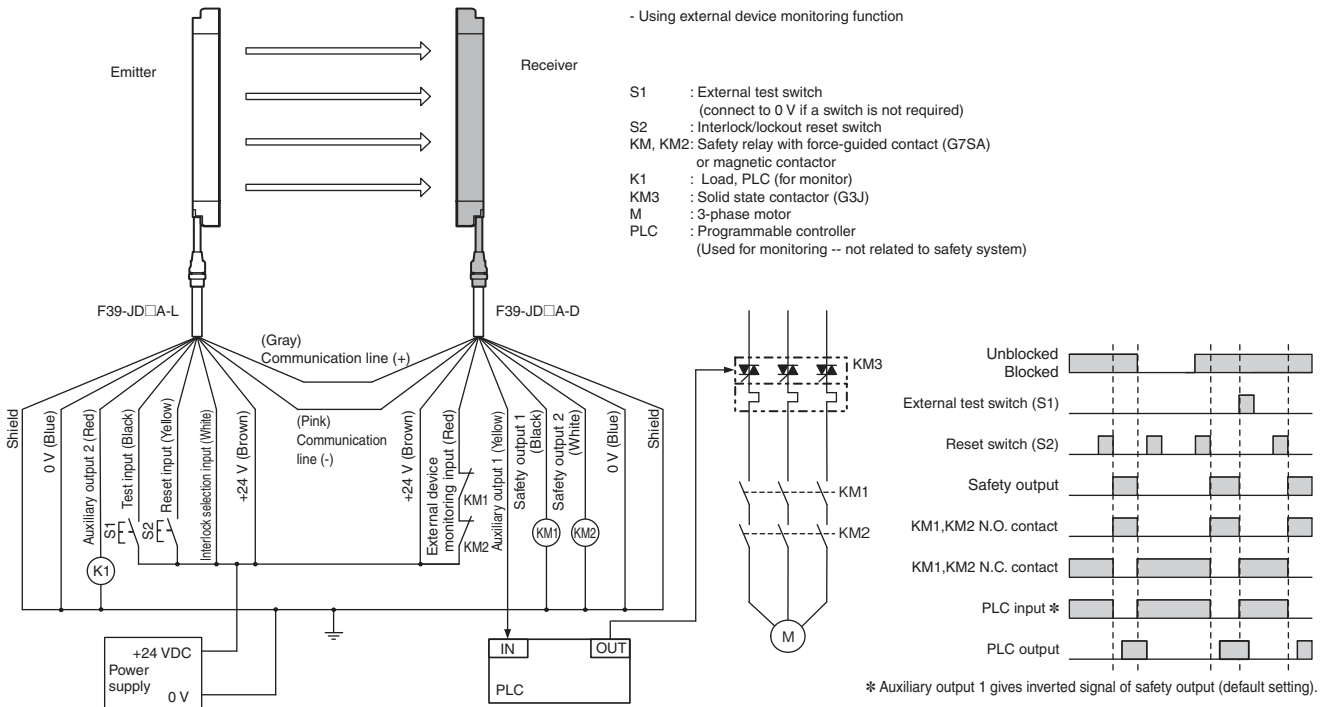 - Using external device monitoring function
Emitter
Receiver
S1 : External test switch
(connect to 0 V if a switch is not required)
S2 : Interlock/lockout reset switch
KM, KM2: Safety relay with force-guided contact (G7SA)
or magnetic contactor
K1 : Load, PLC (for monitor)
KM3 : Solid state contactor (G3J)
M : 3-phase motor
PLC : Programmable controller
(Used for monitoring -- not related to safety system)
F39-JD□A-L
F39-JD□A-D
(Gray)
Communication line (+)
(Pink)
Communication
line (-)
Shield
0 V (Blue)
Auxiliary output 2 (Red)
Test input (Black)
Reset input (Yellow)
Interlock selection input (White)
+24 V (Brown)
+24 V (Brown)
External device
monitoring input (Red)
Auxiliary output 1 (Yellow)
Safety output 1
(Black)
Safety output 2
(White)
0 V (Blue)
Shield
S1
S2
K1
KM1
KM2
KM1
KM2
+24 VDC
Power
supply
0 V
IN
OUT
PLC
KM3
KM1
KM2
M
Unblocked
Blocked
External test switch (S1)
Reset switch (S2)
Safety output
KM1,KM2 N.O. contact
KM1,KM2 N.C. contact
PLC input ✻
PLC output
✻ Auxiliary output 1 gives inverted signal of safety output (default setting).